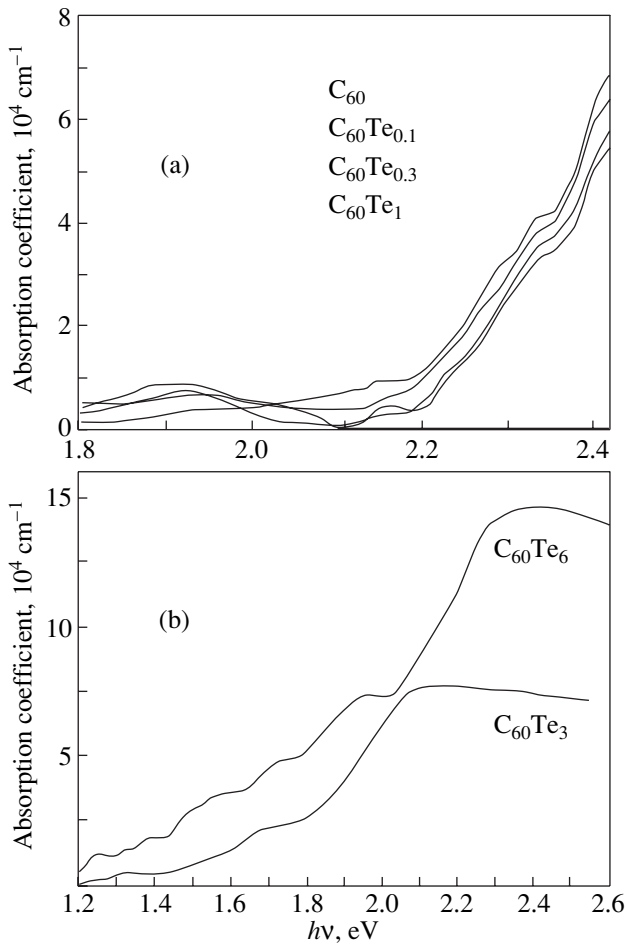 8
6
4
2
0
Absorption coefficient, 10⁴ cm⁻¹
(a)
C₆₀
C₆₀Te₀.₁
C₆₀Te₀.₃
C₆₀Te₁
1.8 2.0 2.2 2.4
15
10
5
Absorption coefficient, 10⁴ cm⁻¹
(b)
C₆₀Te₆
C₆₀Te₃
1.2 1.4 1.6 1.8 2.0 2.2 2.4 2.6
hν, eV